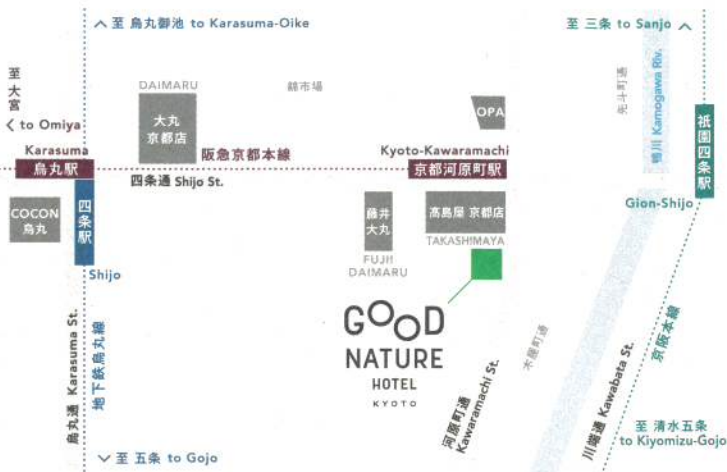 至 烏丸御池 to Karasuma-Oike
至 三条 to Sanjo
至 大宮
to Omiya
DAIMARU
大丸
京都店
錦市場
OPA
先斗町通
鴨川 Kamogawa Riv.
祇園四条駅
Gion-Shijo
Karasuma
烏丸駅
阪急京都本線
四条通 Shijo St.
Kyoto-Kawaramachi
京都河原町駅
COCON
烏丸
四条駅
Shijo
藤井
大丸
FUJII
DAIMARU
髙島屋 京都店
TAKASHIMAYA
GOOD
NATURE
HOTEL
KYOTO
烏丸通 Karasuma St.
地下鉄烏丸線
河原町通
Kawaramachi St.
木屋町通
川端通 Kawabata St.
京阪本線
至 五条 to Gojo
至 清水五条
to Kiyomizu-Gojo